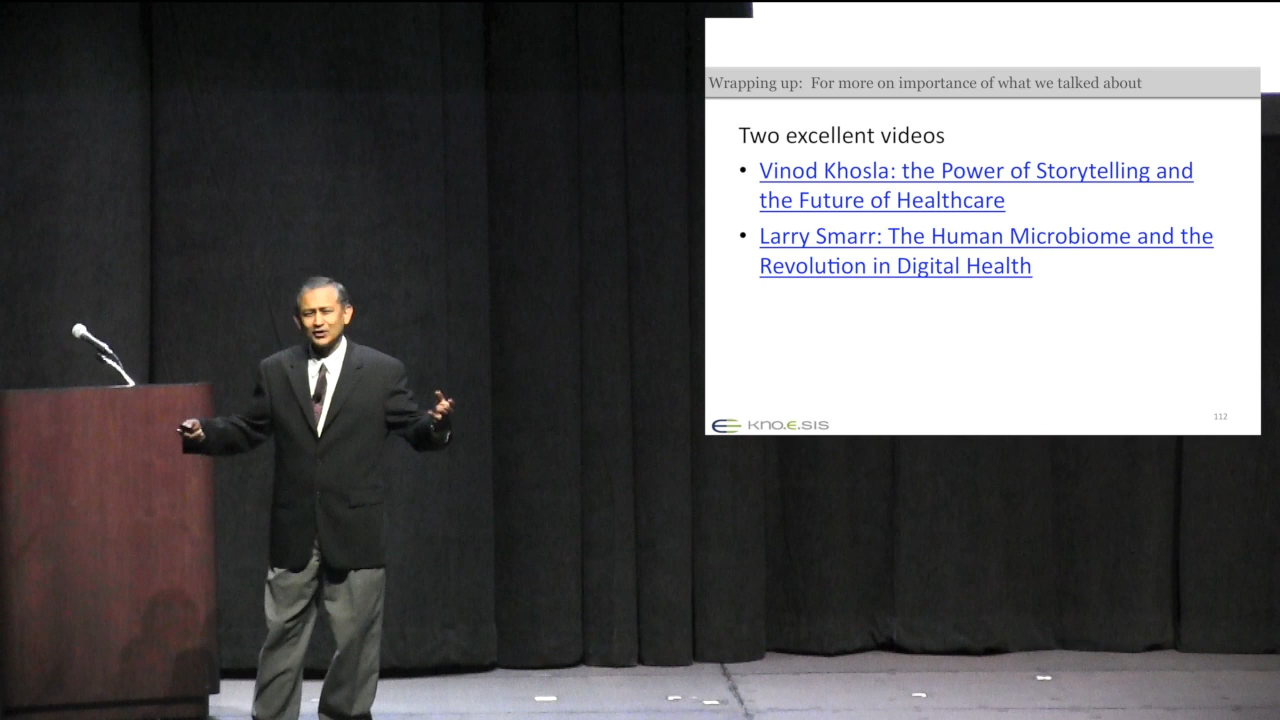 Wrapping up: For more on importance of what we talked about
Two excellent videos
• Vinod Khosla: the Power of Storytelling and
the Future of Healthcare
• Larry Smarr: The Human Microbiome and the
Revolution in Digital Health
KNO.E.SIS
112